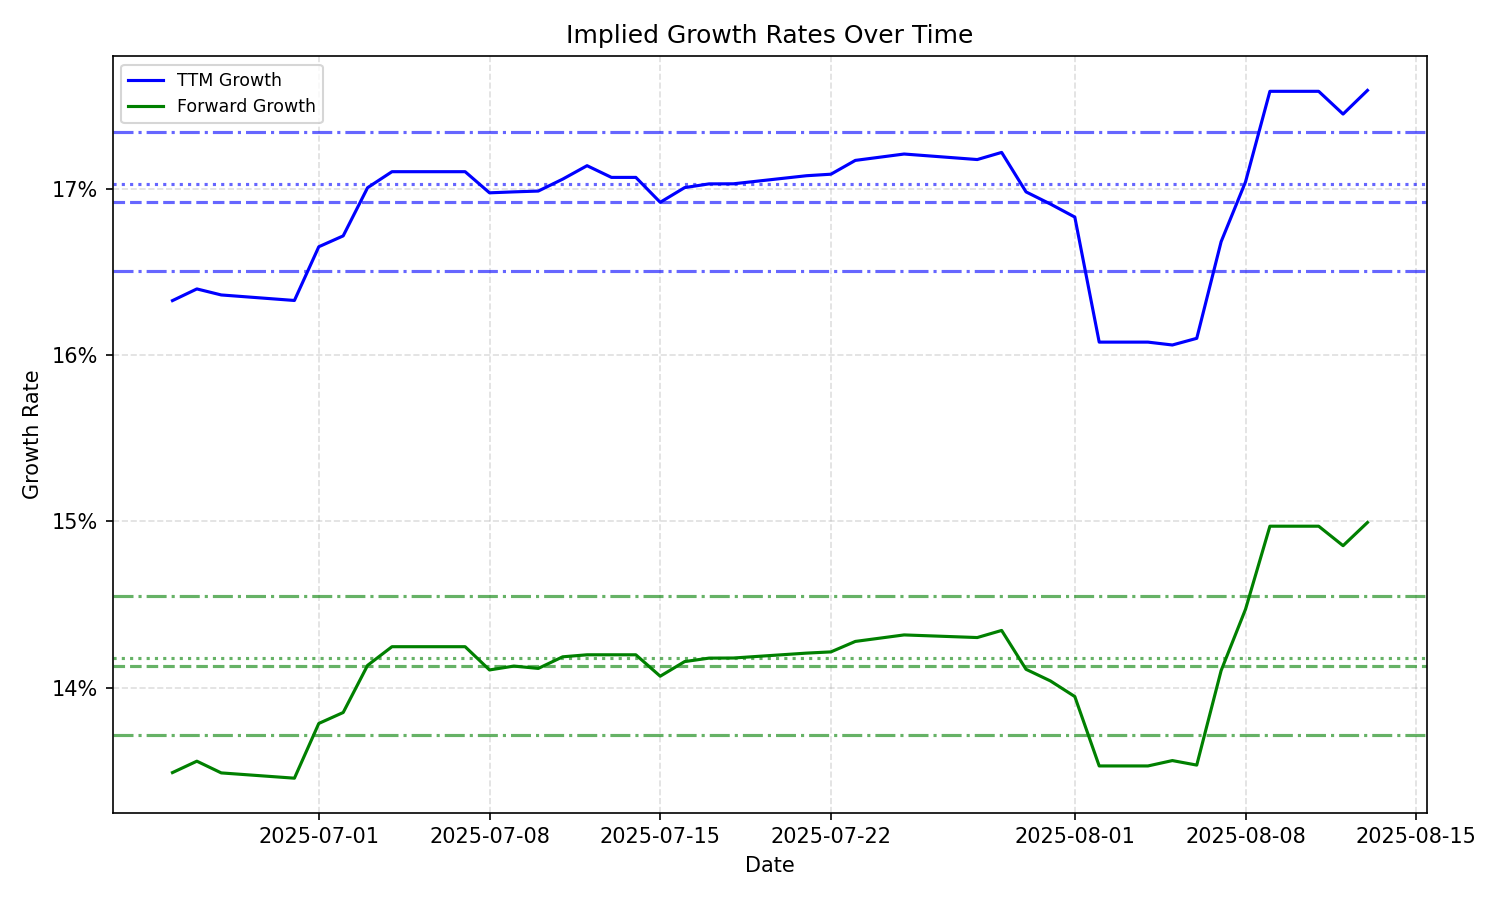 Implied Growth Rates Over Time
TTM Growth
Forward Growth
Growth Rate
17%
16%
15%
14%
2025-07-01
2025-07-08
2025-07-15
2025-07-22
2025-08-01
2025-08-08
2025-08-15
Date